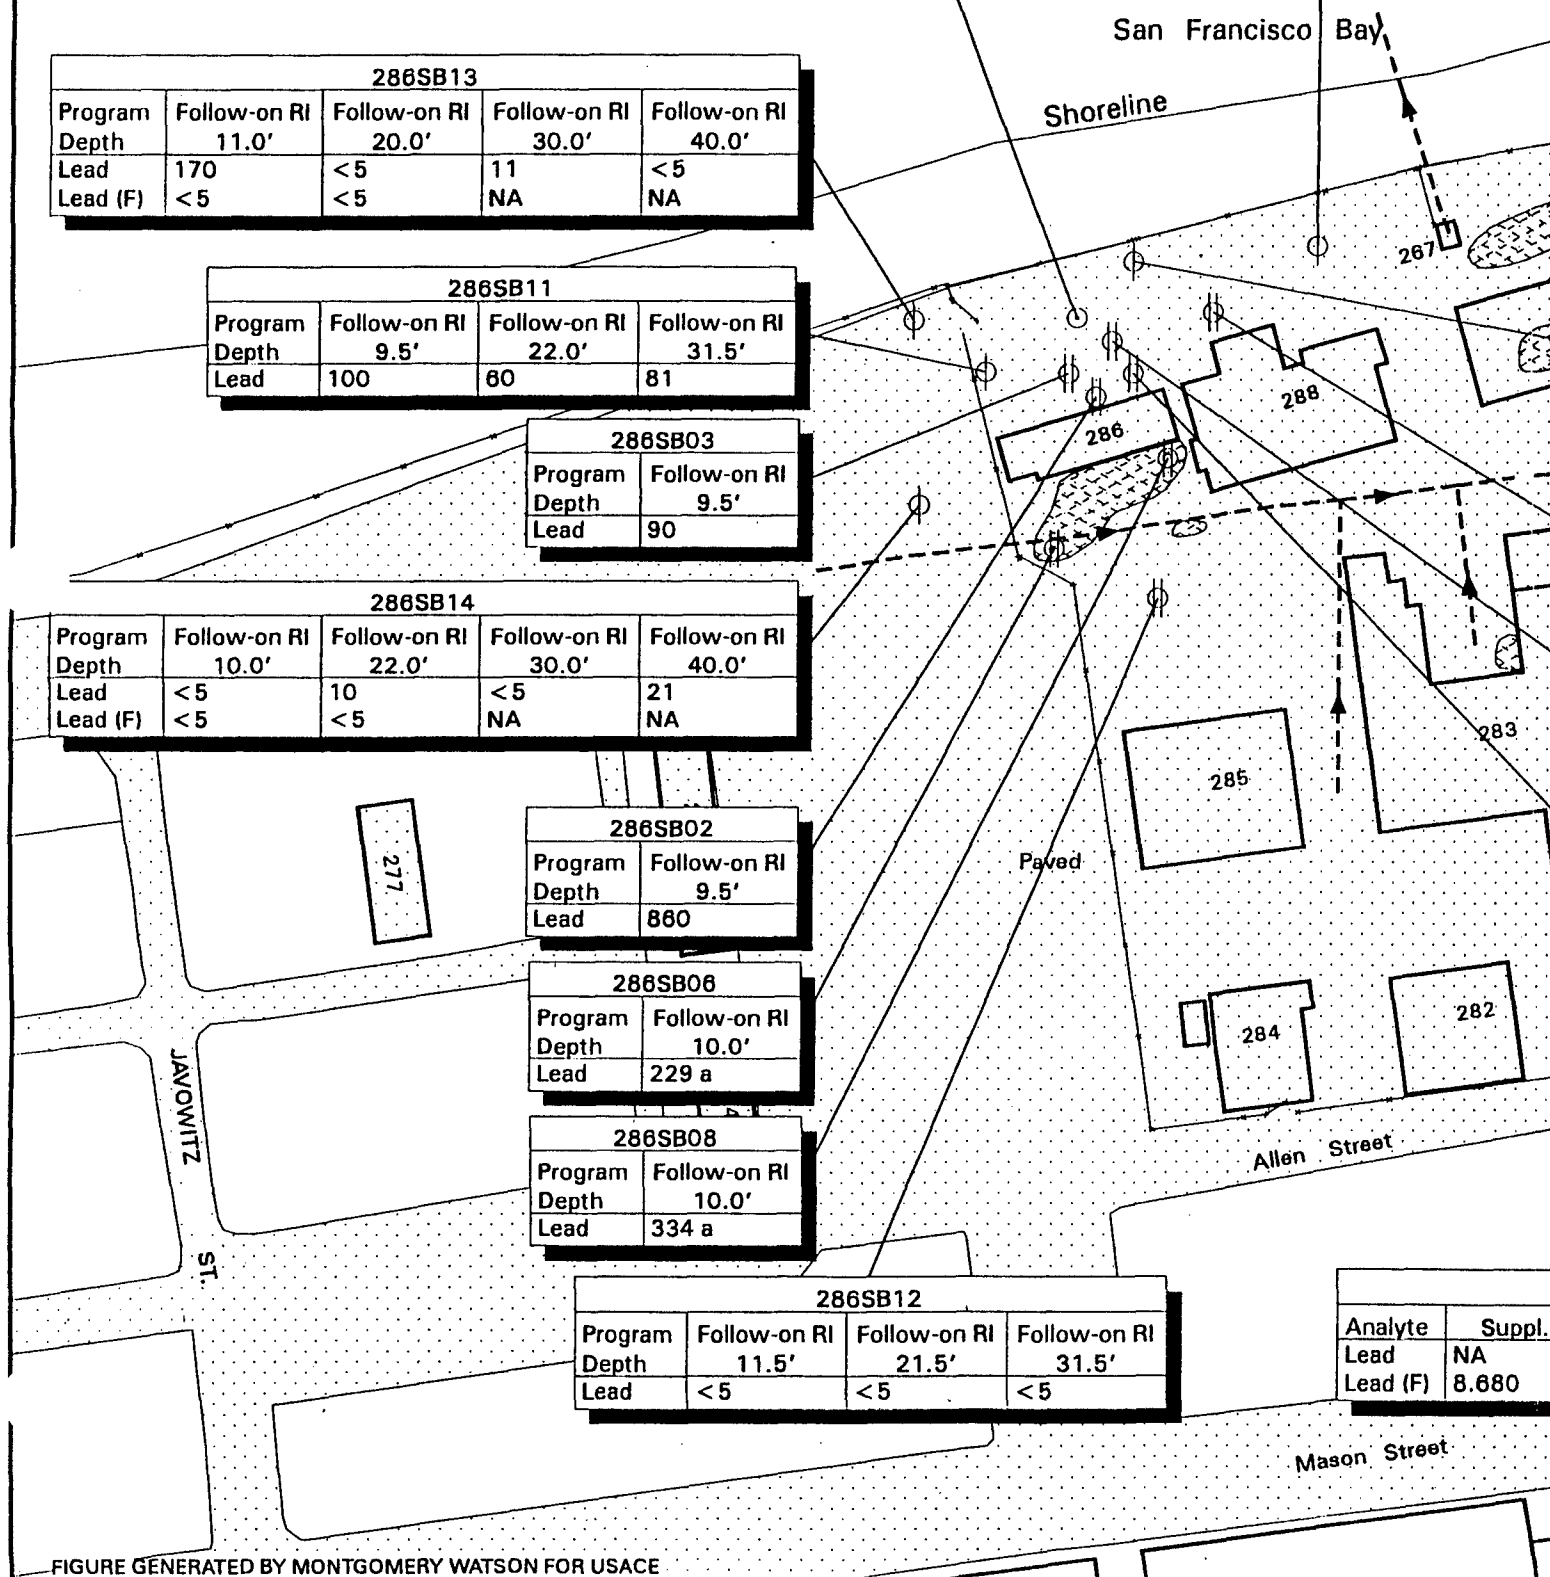 San Francisco Bay
Shoreline
286SB13
Program Follow-on RI Follow-on RI Follow-on RI Follow-on RI
Depth 11.0' 20.0' 30.0' 40.0'
Lead 170 <5 11 <5
Lead (F) <5 <5 NA NA
267
286SB11
Program Follow-on RI Follow-on RI Follow-on RI
Depth 9.5' 22.0' 31.5'
Lead 100 60 81
288
286
286SB03
Program Follow-on RI
Depth 9.5'
Lead 90
286SB14
Program Follow-on RI Follow-on RI Follow-on RI Follow-on RI
Depth 10.0' 22.0' 30.0' 40.0'
Lead <5 10 <5 21
Lead (F) <5 <5 NA NA
283
285
277
Paved
286SB02
Program Follow-on RI
Depth 9.5'
Lead 860
286SB06
Program Follow-on RI
Depth 10.0'
Lead 229 a
282
284
JAVOWITZ
ST.
286SB08
Program Follow-on RI
Depth 10.0'
Lead 334 a
Allen Street
286SB12
Program Follow-on RI Follow-on RI Follow-on RI
Depth 11.5' 21.5' 31.5'
Lead <5 <5 <5
Analyte Suppl.
Lead NA
Lead (F) 8.680
Mason Street
FIGURE GENERATED BY MONTGOMERY WATSON FOR USACE